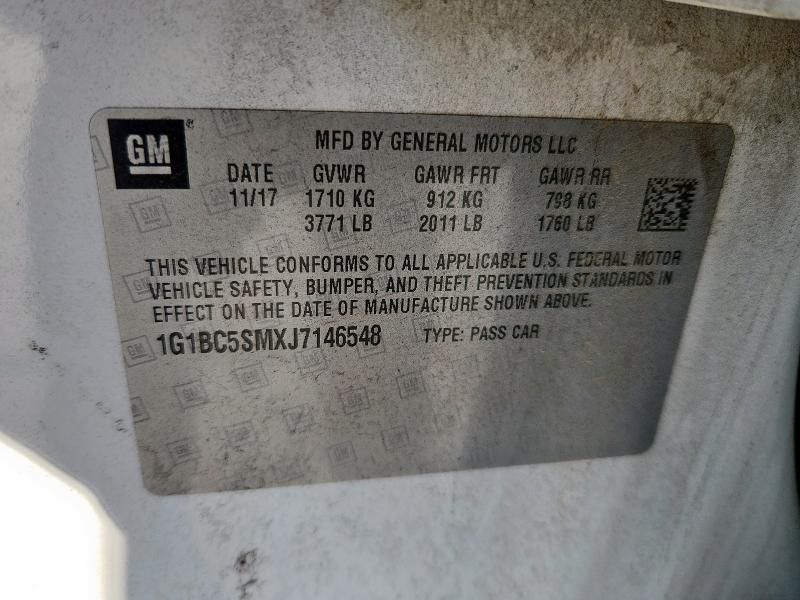 GM
MFD BY GENERAL MOTORS LLC
DATE GVWR GAWR FRT GAWR RR
11/17 1710 KG 912 KG 798 KG
3771 LB 2011 LB 1760 LB
THIS VEHICLE CONFORMS TO ALL APPLICABLE U.S. FEDERAL MOTOR
VEHICLE SAFETY, BUMPER, AND THEFT PREVENTION STANDARDS IN
EFFECT ON THE DATE OF MANUFACTURE SHOWN ABOVE.
1G1BC5SMXJ7146548 TYPE: PASS CAR